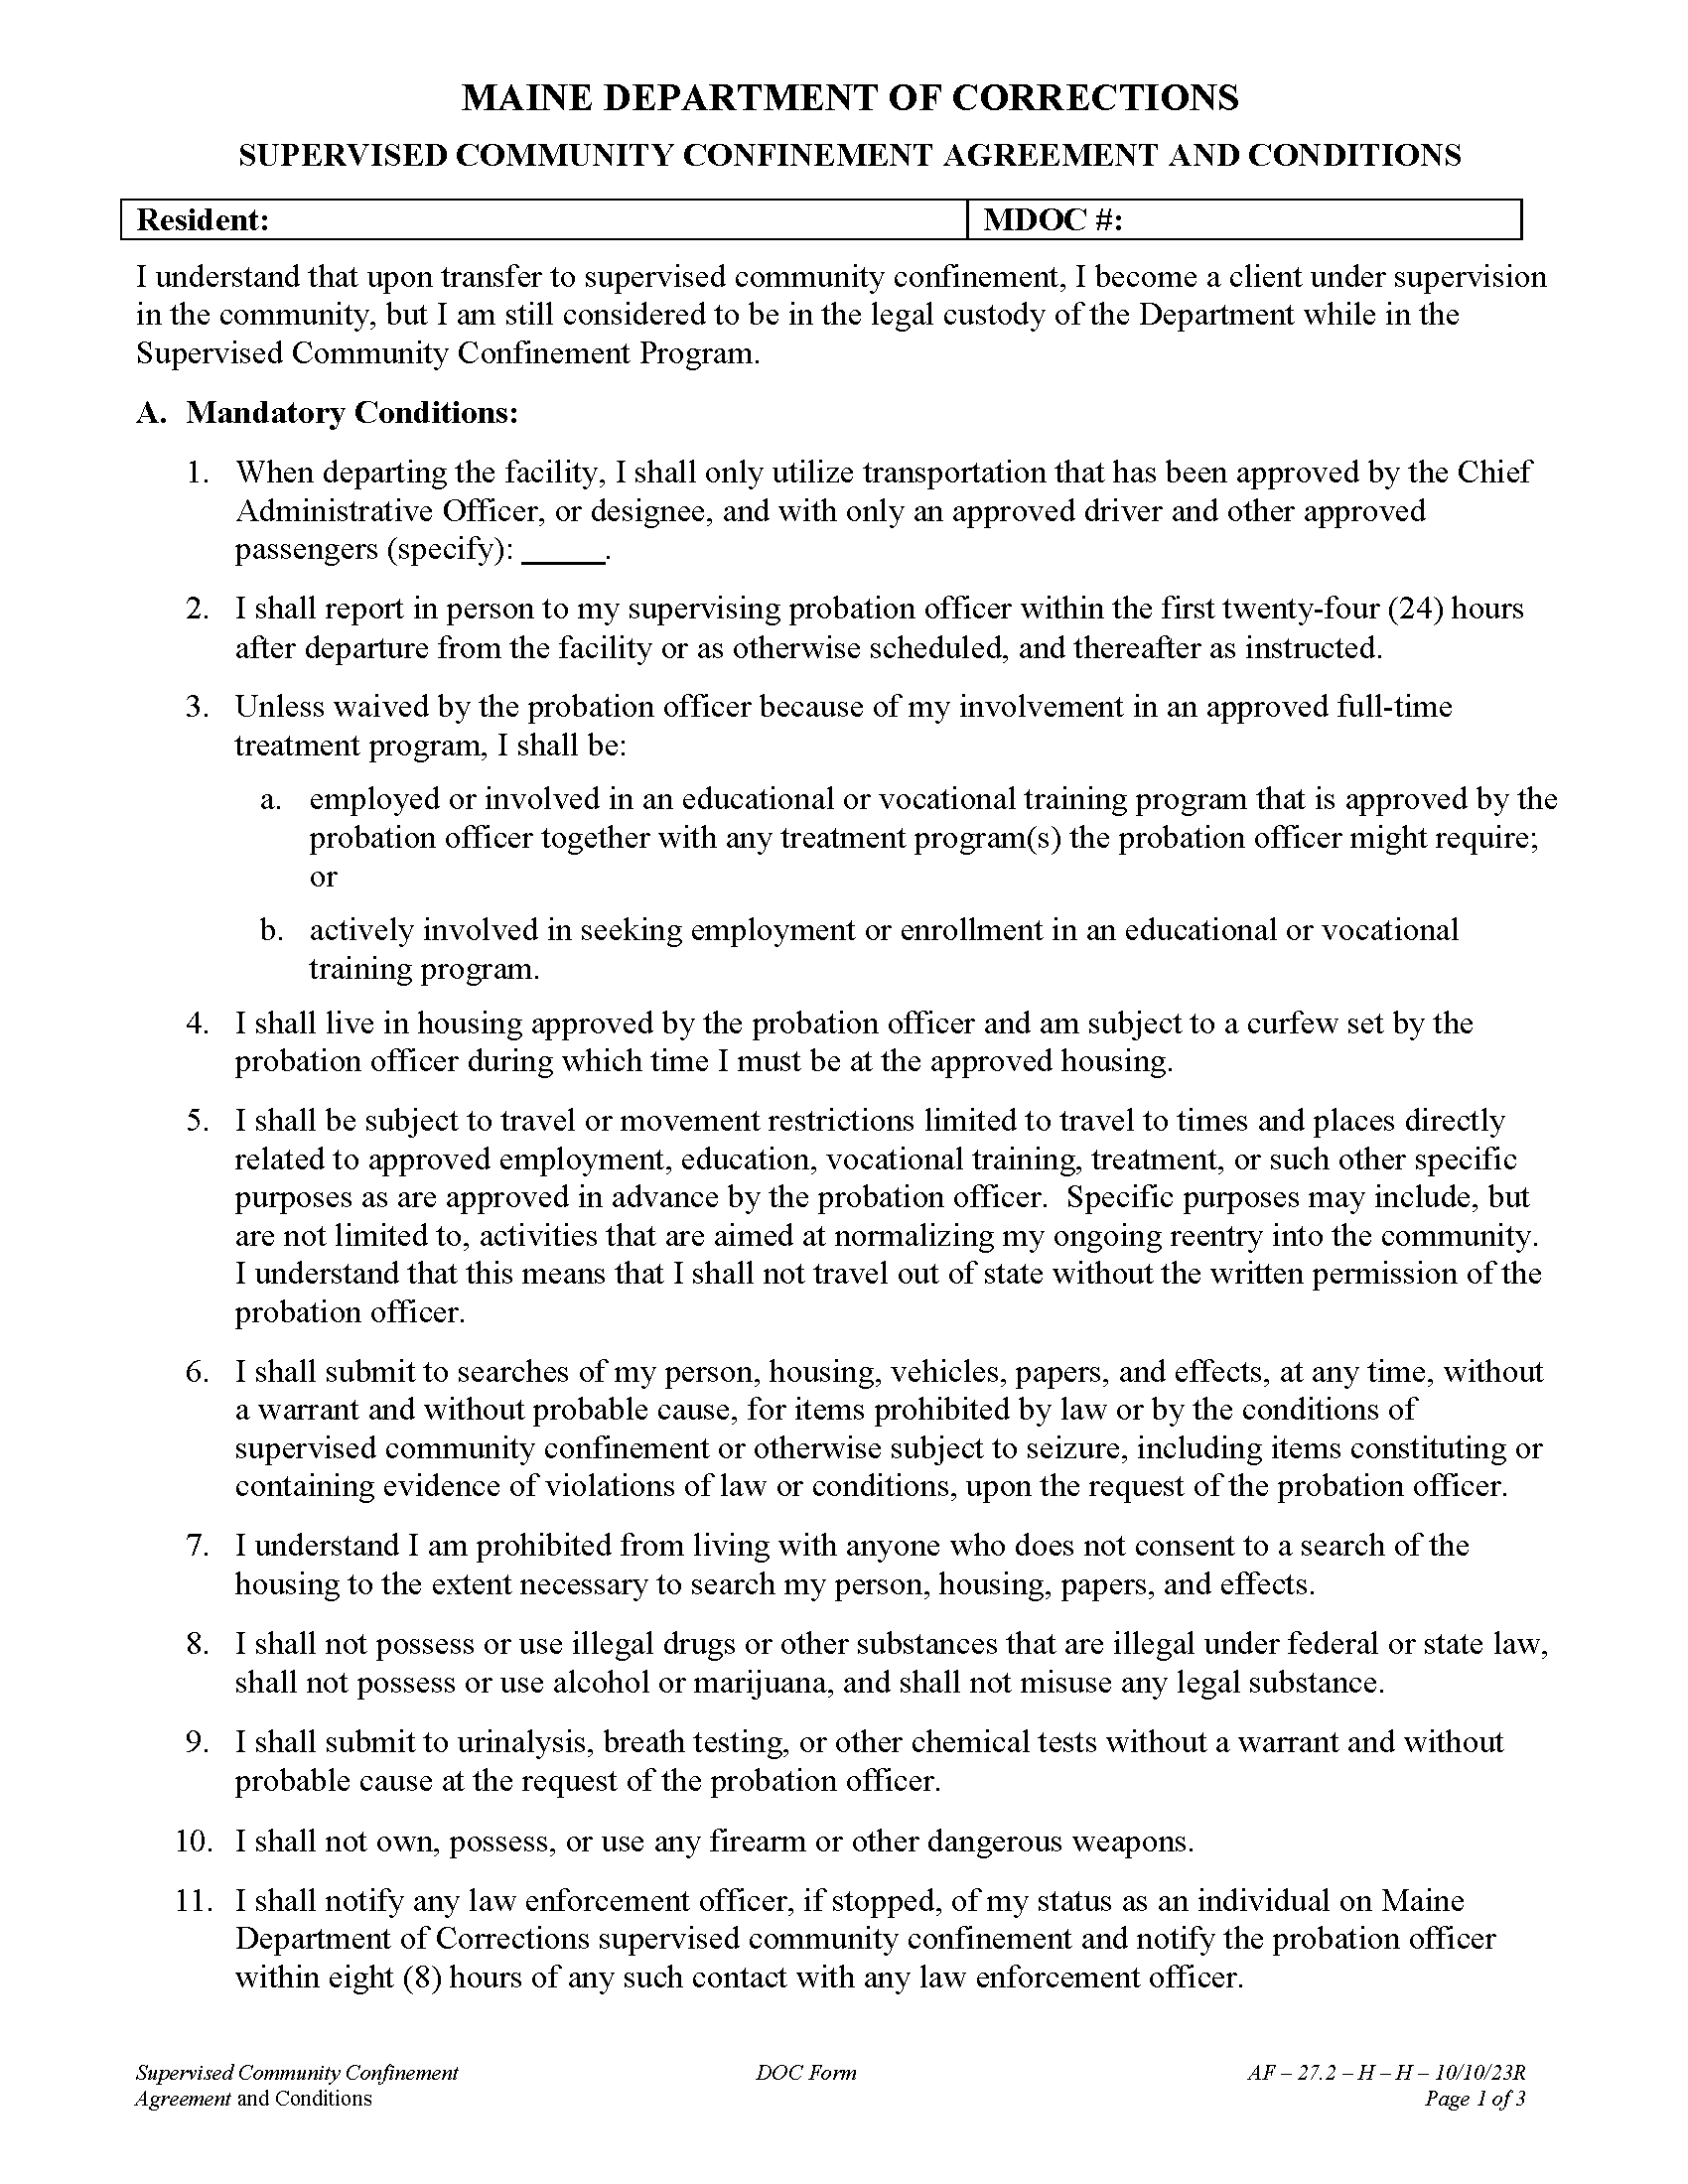 MAINE DEPARTMENT OF CORRECTIONS
SUPERVISED COMMUNITY CONFINEMENT AGREEMENT AND CONDITIONS
Resident: MDOC #:
I understand that upon transfer to supervised community confinement, I become a client under supervision
in the community, but I am still considered to be in the legal custody of the Department while in the
Supervised Community Confinement Program.
A. Mandatory Conditions:
1. When departing the facility, I shall only utilize transportation that has been approved by the Chief
Administrative Officer, or designee, and with only an approved driver and other approved
passengers (specify): _____.
2. I shall report in person to my supervising probation officer within the first twenty-four (24) hours
after departure from the facility or as otherwise scheduled, and thereafter as instructed.
3. Unless waived by the probation officer because of my involvement in an approved full-time
treatment program, I shall be:
a. employed or involved in an educational or vocational training program that is approved by the
probation officer together with any treatment program(s) the probation officer might require;
or
b. actively involved in seeking employment or enrollment in an educational or vocational
training program.
4. I shall live in housing approved by the probation officer and am subject to a curfew set by the
probation officer during which time I must be at the approved housing.
5. I shall be subject to travel or movement restrictions limited to travel to times and places directly
related to approved employment, education, vocational training, treatment, or such other specific
purposes as are approved in advance by the probation officer. Specific purposes may include, but
are not limited to, activities that are aimed at normalizing my ongoing reentry into the community.
I understand that this means that I shall not travel out of state without the written permission of the
probation officer.
6. I shall submit to searches of my person, housing, vehicles, papers, and effects, at any time, without
a warrant and without probable cause, for items prohibited by law or by the conditions of
supervised community confinement or otherwise subject to seizure, including items constituting or
containing evidence of violations of law or conditions, upon the request of the probation officer.
7. I understand I am prohibited from living with anyone who does not consent to a search of the
housing to the extent necessary to search my person, housing, papers, and effects.
8. I shall not possess or use illegal drugs or other substances that are illegal under federal or state law,
shall not possess or use alcohol or marijuana, and shall not misuse any legal substance.
9. I shall submit to urinalysis, breath testing, or other chemical tests without a warrant and without
probable cause at the request of the probation officer.
10. I shall not own, possess, or use any firearm or other dangerous weapons.
11. I shall notify any law enforcement officer, if stopped, of my status as an individual on Maine
Department of Corrections supervised community confinement and notify the probation officer
within eight (8) hours of any such contact with any law enforcement officer.
Supervised Community Confinement DOC Form AF – 27.2 – H – H – 10/10/23R
Agreement and Conditions Page 1 of 3